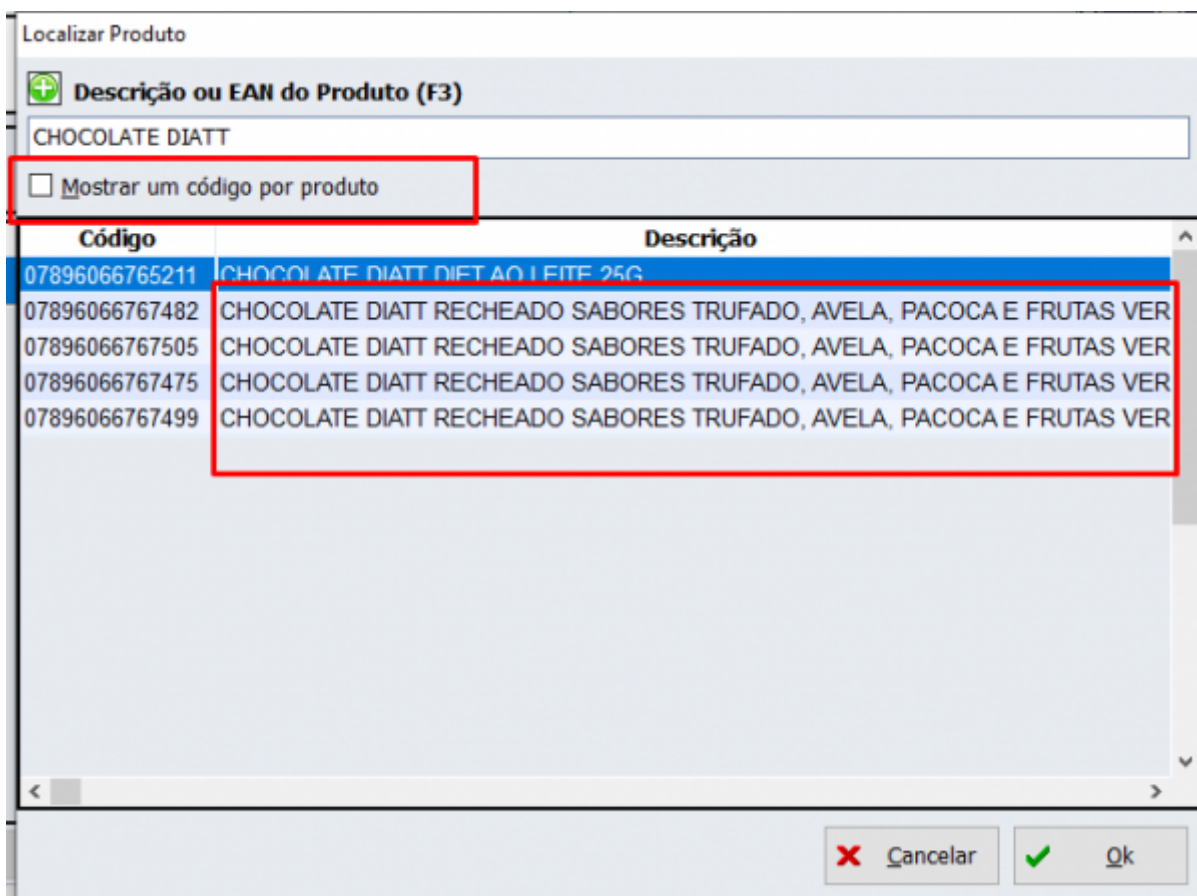 Localizar Produto
Descrição ou EAN do Produto (F3)
CHOCOLATE DIATT
Mostrar um código por produto
Código Descrição
07896066765211 CHOCOLATE DIATT DIET AO LEITE 25G
07896066767482 CHOCOLATE DIATT RECHEADO SABORES TRUFADO, AVELA, PACOCA E FRUTAS VER
07896066767505 CHOCOLATE DIATT RECHEADO SABORES TRUFADO, AVELA, PACOCA E FRUTAS VER
07896066767475 CHOCOLATE DIATT RECHEADO SABORES TRUFADO, AVELA, PACOCA E FRUTAS VER
07896066767499 CHOCOLATE DIATT RECHEADO SABORES TRUFADO, AVELA, PACOCA E FRUTAS VER
Cancelar Ok